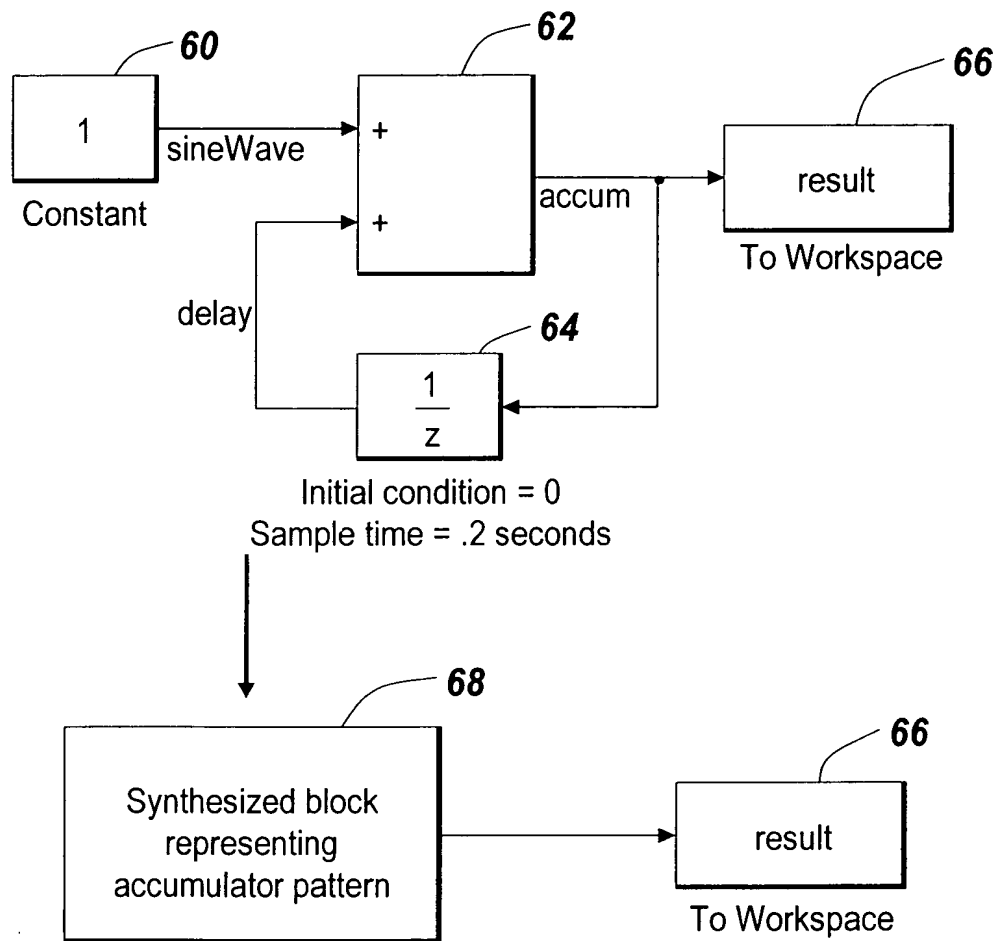 60
62
66
1
sineWave
+
Constant
accum
result
+
To Workspace
delay
64
1
z
Initial condition = 0
Sample time = .2 seconds
68
66
Synthesized block
representing
accumulator pattern
result
To Workspace